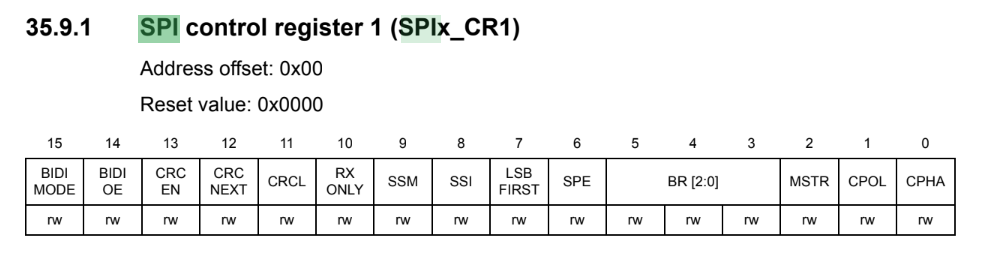 35.9.1 SPI control register 1 (SPIx_CR1)
Address offset: 0x00
Reset value: 0x0000
15 14 13 12 11 10 9 8 7 6 5 4 3 2 1 0
BIDI MODE BIDI OE CRC EN CRC NEXT CRCL RX ONLY SSM SSI LSB FIRST SPE BR [2:0] MSTR CPOL CPHA
rw rw rw rw rw rw rw rw rw rw rw rw rw rw rw rw